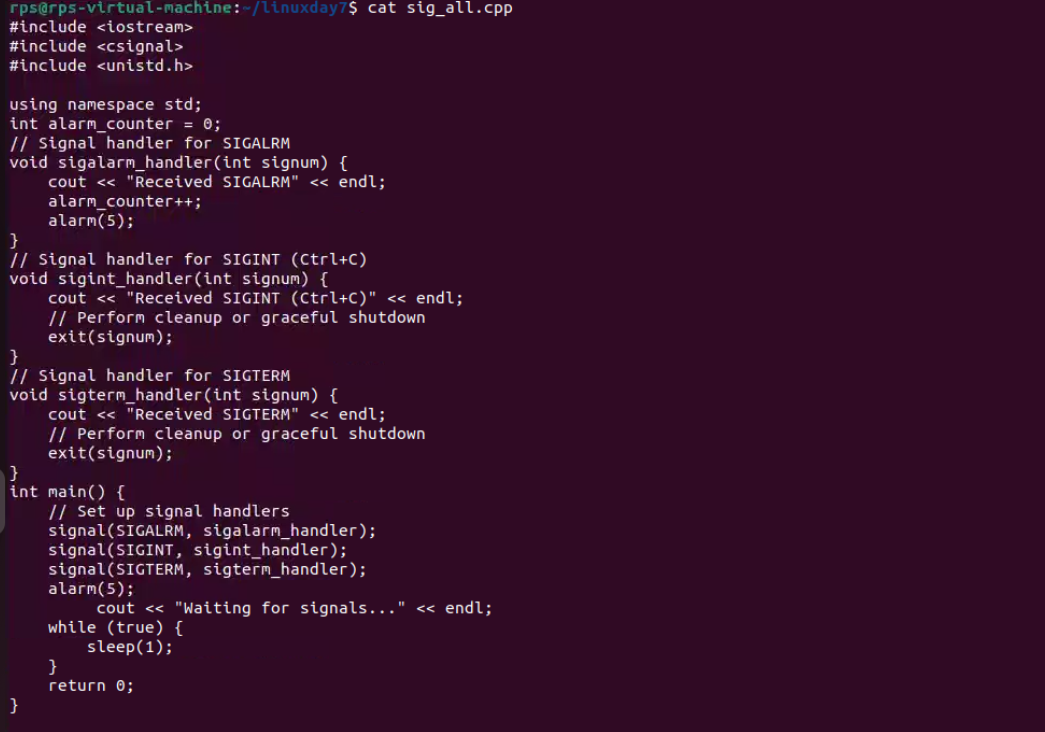 rps@rps-virtual-machine:~/linuxday7$ cat sig_all.cpp
#include <iostream>
#include <csignal>
#include <unistd.h>

using namespace std;
int alarm_counter = 0;
// Signal handler for SIGALRM
void sigalarm_handler(int signum) {
    cout << "Received SIGALRM" << endl;
    alarm_counter++;
    alarm(5);
}
// Signal handler for SIGINT (Ctrl+C)
void sigint_handler(int signum) {
    cout << "Received SIGINT (Ctrl+C)" << endl;
    // Perform cleanup or graceful shutdown
    exit(signum);
}
// Signal handler for SIGTERM
void sigterm_handler(int signum) {
    cout << "Received SIGTERM" << endl;
    // Perform cleanup or graceful shutdown
    exit(signum);
}
int main() {
    // Set up signal handlers
    signal(SIGALRM, sigalarm_handler);
    signal(SIGINT, sigint_handler);
    signal(SIGTERM, sigterm_handler);
    alarm(5);
         cout << "Waiting for signals..." << endl;
    while (true) {
        sleep(1);
    }
    return 0;
}